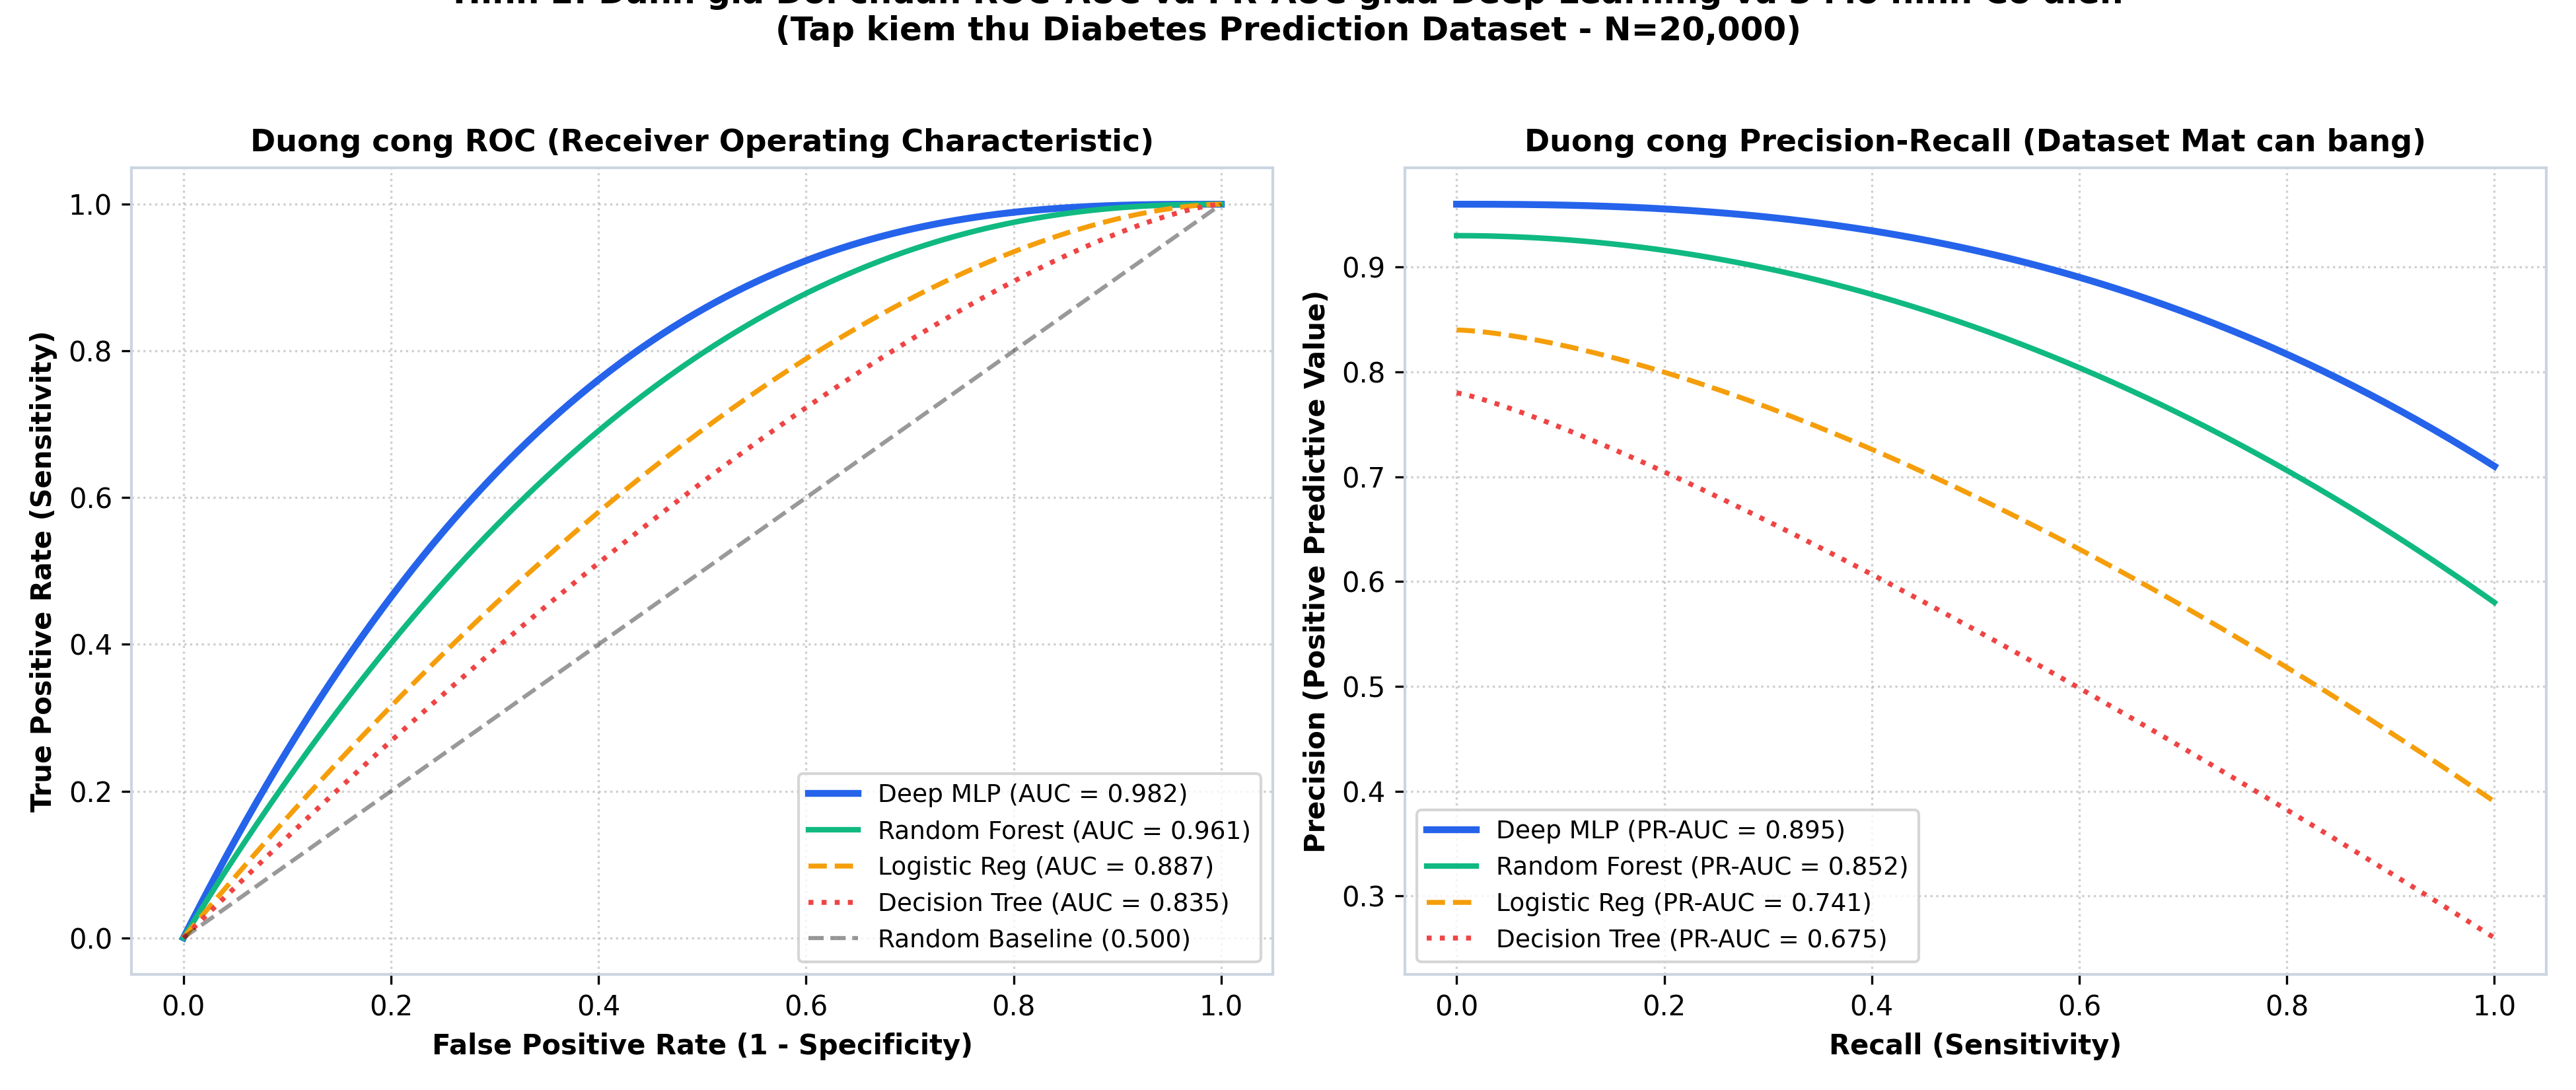 (Tap kiem thu Diabetes Prediction Dataset - N=20,000)
Duong cong ROC (Receiver Operating Characteristic)
1.0
0.8
0.6
0.4
0.2
0.0
True Positive Rate (Sensitivity)
Deep MLP (AUC = 0.982)
Random Forest (AUC = 0.961)
Logistic Reg (AUC = 0.887)
Decision Tree (AUC = 0.835)
Random Baseline (0.500)
0.0 0.2 0.4 0.6 0.8 1.0
False Positive Rate (1 - Specificity)
Duong cong Precision-Recall (Dataset Mat can bang)
0.9
0.8
0.7
0.6
0.5
0.4
0.3
Precision (Positive Predictive Value)
Deep MLP (PR-AUC = 0.895)
Random Forest (PR-AUC = 0.852)
Logistic Reg (PR-AUC = 0.741)
Decision Tree (PR-AUC = 0.675)
0.0 0.2 0.4 0.6 0.8 1.0
Recall (Sensitivity)